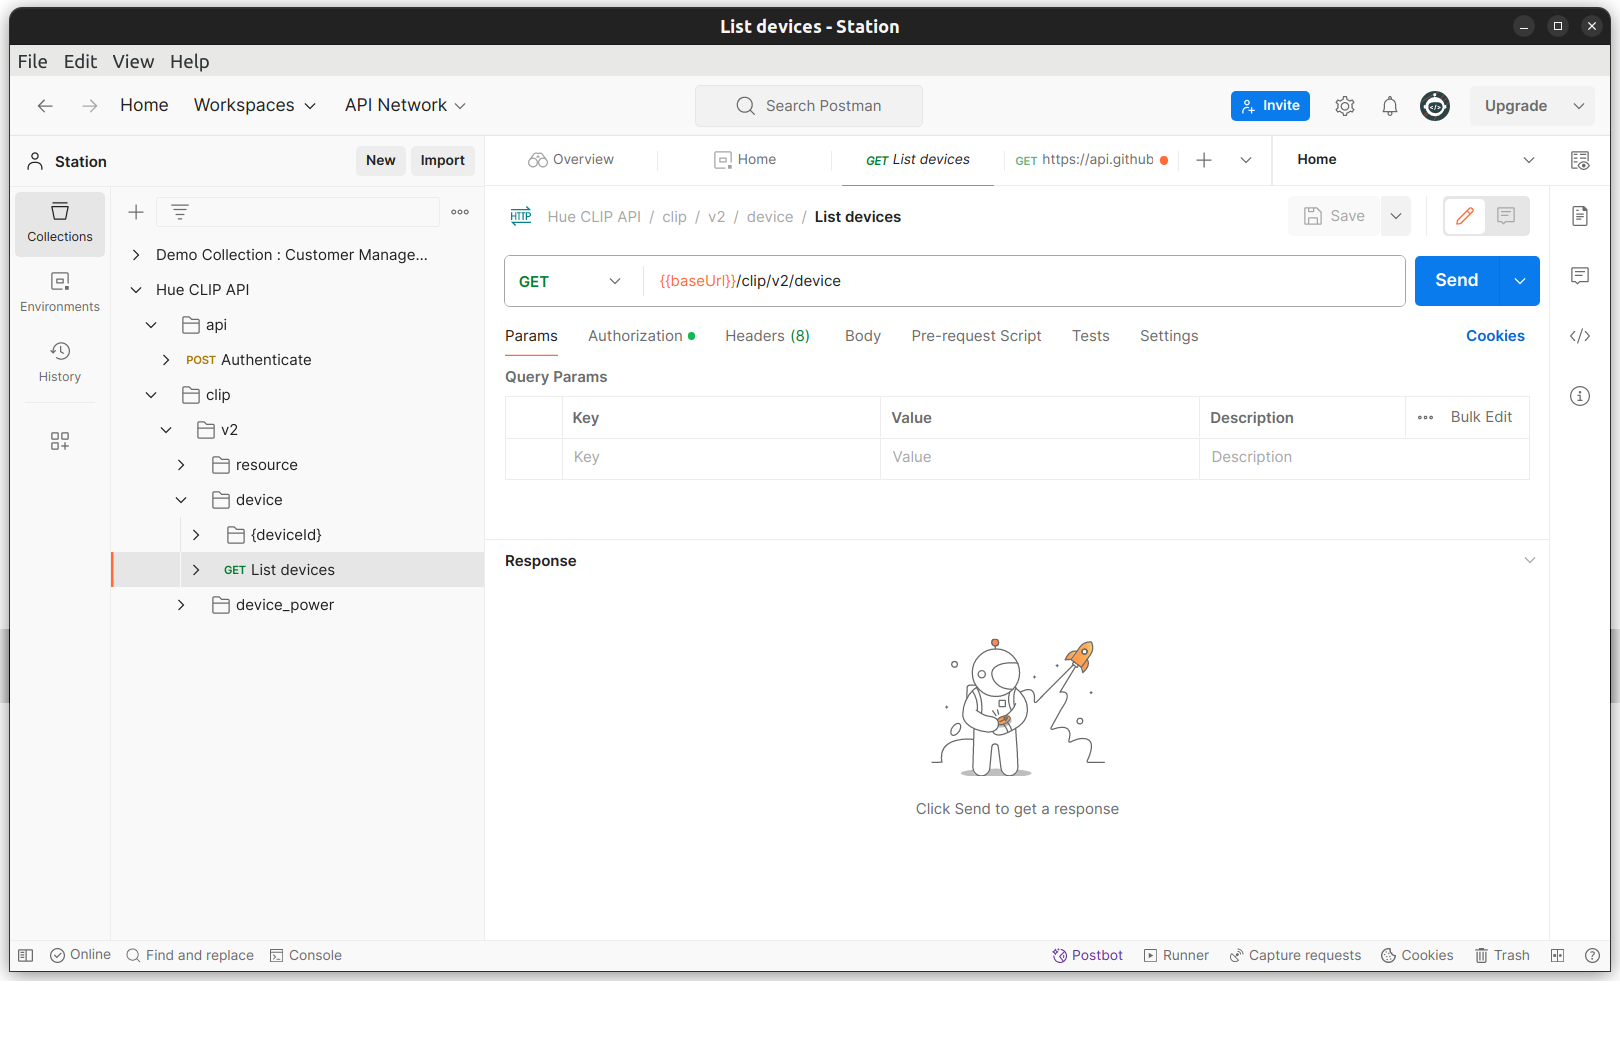 List devices - Station
File Edit View Help
Home Workspaces API Network Search Postman Invite Upgrade
Station New Import Overview Home GET List devices GET https://api.github Home
Collections
Environments
History
Demo Collection : Customer Manage...
Hue CLIP API
api
POST Authenticate
clip
v2
resource
device
{deviceId}
GET List devices
device_power
HTTP Hue CLIP API / clip / v2 / device / List devices Save
GET {{baseUrl}}/clip/v2/device Send
Params Authorization Headers (8) Body Pre-request Script Tests Settings Cookies
Query Params
Key Value Description Bulk Edit
Key Value Description
Response
Click Send to get a response
Online Find and replace Console Postbot Runner Capture requests Cookies Trash